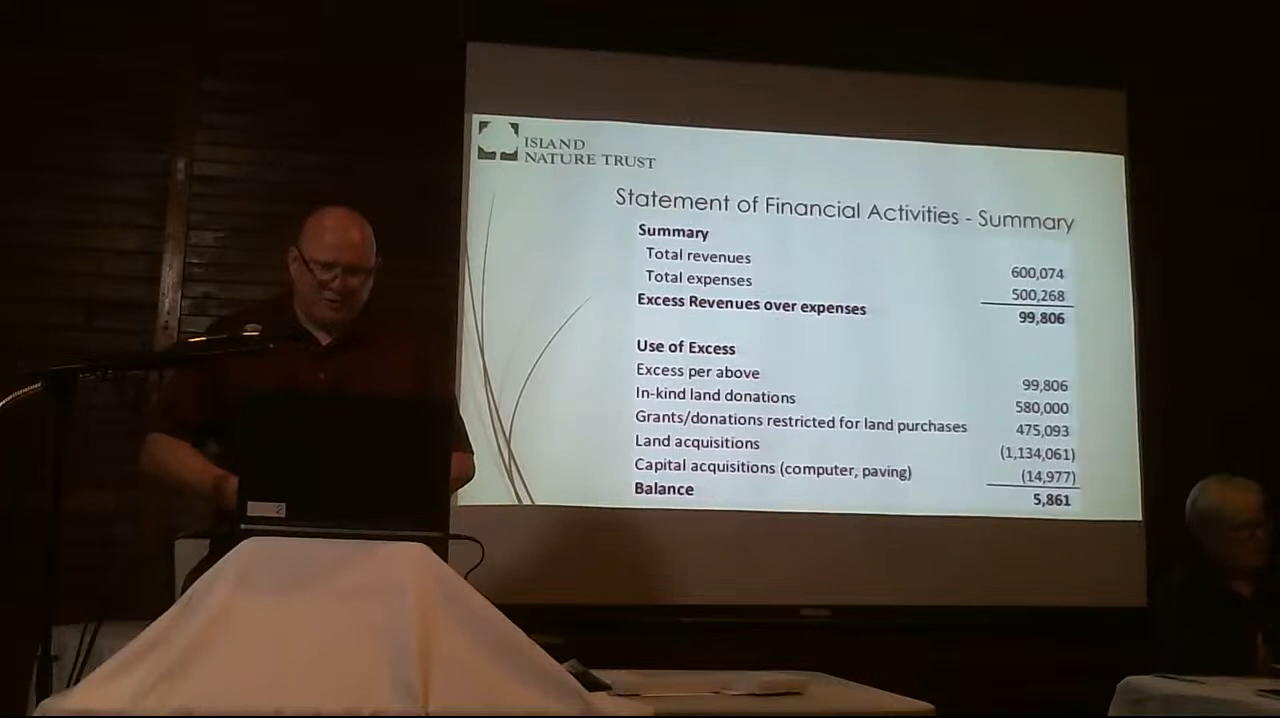 ISLAND
NATURE TRUST
Statement of Financial Activities - Summary
Summary
Total revenues 600,074
Total expenses 500,268
Excess Revenues over expenses 99,806
Use of Excess
Excess per above 99,806
In-kind land donations 580,000
Grants/donations restricted for land purchases 475,093
Land acquisitions (1,134,061)
Capital acquisitions (computer, paving) (14,977)
Balance 5,861
2